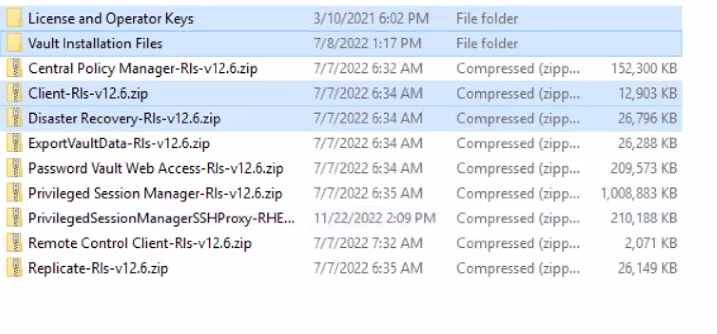 License and Operator Keys 3/10/2021 6:02 PM File folder
Vault Installation Files 7/8/2022 1:17 PM File folder
Central Policy Manager-Rls-v12.6.zip 7/7/2022 6:32 AM Compressed (zipp... 152,300 KB
Client-Rls-v12.6.zip 7/7/2022 6:34 AM Compressed (zipp... 12,903 KB
Disaster Recovery-Rls-v12.6.zip 7/7/2022 6:34 AM Compressed (zipp... 26,796 KB
ExportVaultData-Rls-v12.6.zip 7/7/2022 6:34 AM Compressed (zipp... 26,288 KB
Password Vault Web Access-Rls-v12.6.zip 7/7/2022 6:34 AM Compressed (zipp... 209,573 KB
Privileged Session Manager-Rls-v12.6.zip 7/7/2022 6:35 AM Compressed (zipp... 1,008,883 KB
PrivilegedSessionManagerSSHProxy-RHE... 11/22/2022 2:09 PM Compressed (zipp... 210,188 KB
Remote Control Client-Rls-v12.6.zip 7/7/2022 7:32 AM Compressed (zipp... 2,071 KB
Replicate-Rls-v12.6.zip 7/7/2022 6:35 AM Compressed (zipp... 26,149 KB